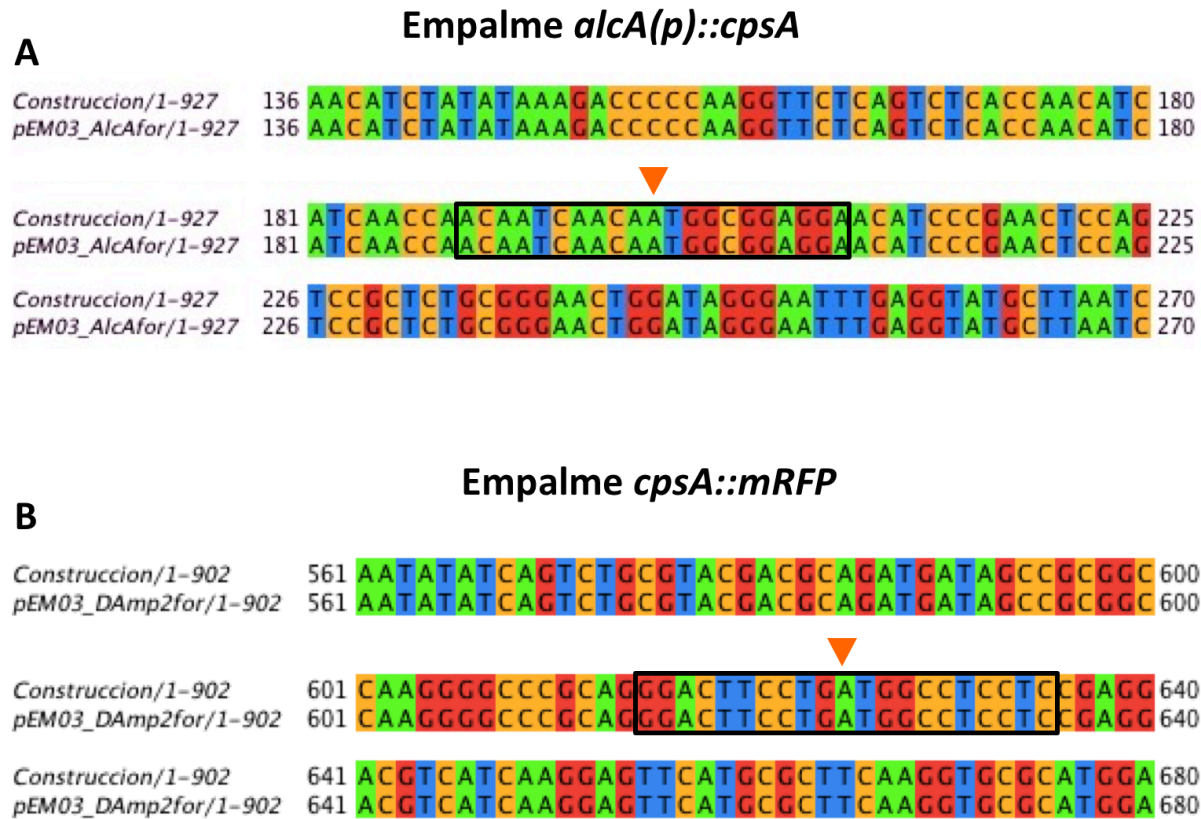 Empalme alcA(p)::cpsA
A
Construccion/1-927 136 AACATCTATATAAAGACCCCCAAGGTTCTCAGTCTCACCAACATC 180
pEM03_AlcAfor/1-927 136 AACATCTATATAAAGACCCCCAAGGTTCTCAGTCTCACCAACATC 180
Construccion/1-927 181 ATCAACCAACAATCAACAATGGCGGAGGAACATCCCGAACTCCAG 225
pEM03_AlcAfor/1-927 181 ATCAACCAACAATCAACAATGGCGGAGGAACATCCCGAACTCCAG 225
Construccion/1-927 226 TCCGCTCTGCGGGAACTGGATAGGGAATTTGAGGTATGCTTAATC 270
pEM03_AlcAfor/1-927 226 TCCGCTCTGCGGGAACTGGATAGGGAATTTGAGGTATGCTTAATC 270
Empalme cpsA::mRFP
B
Construccion/1-902 561 AATATATCAGTCTGCGTACGACGCAGATGATAGCCGCGGC 600
pEM03_DAmp2for/1-902 561 AATATATCAGTCTGCGTACGACGCAGATGATAGCCGCGGC 600
Construccion/1-902 601 CAAGGGGCCCGCAGGGACTTCCTGATGGCCTCCTCCGAGG 640
pEM03_DAmp2for/1-902 601 CAAGGGGCCCGCAGGGACTTCCTGATGGCCTCCTCCGAGG 640
Construccion/1-902 641 ACGTCATCAAGGAGTTCATGCGCTTCAAGGTGCGCATGGA 680
pEM03_DAmp2for/1-902 641 ACGTCATCAAGGAGTTCATGCGCTTCAAGGTGCGCATGGA 680